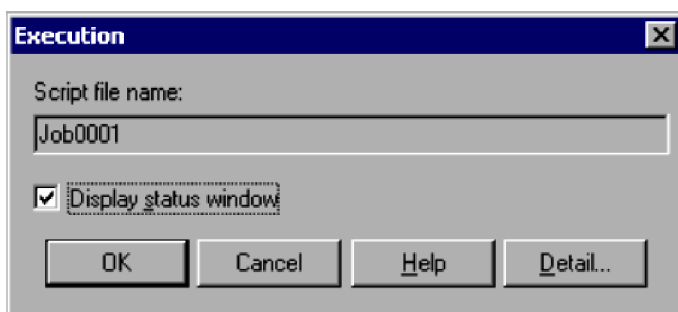 Execution
Script file name:
Job0001
Display status window
OK Cancel Help Detail...